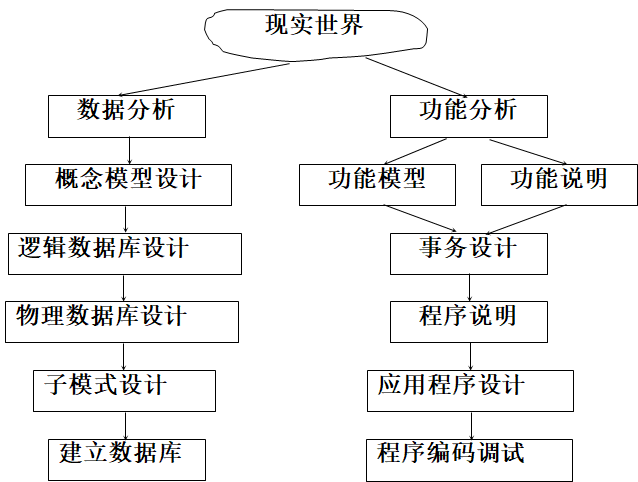 现实世界
数据分析
功能分析
概念模型设计
功能模型
功能说明
逻辑数据库设计
事务设计
物理数据库设计
程序说明
子模式设计
应用程序设计
建立数据库
程序编码调试